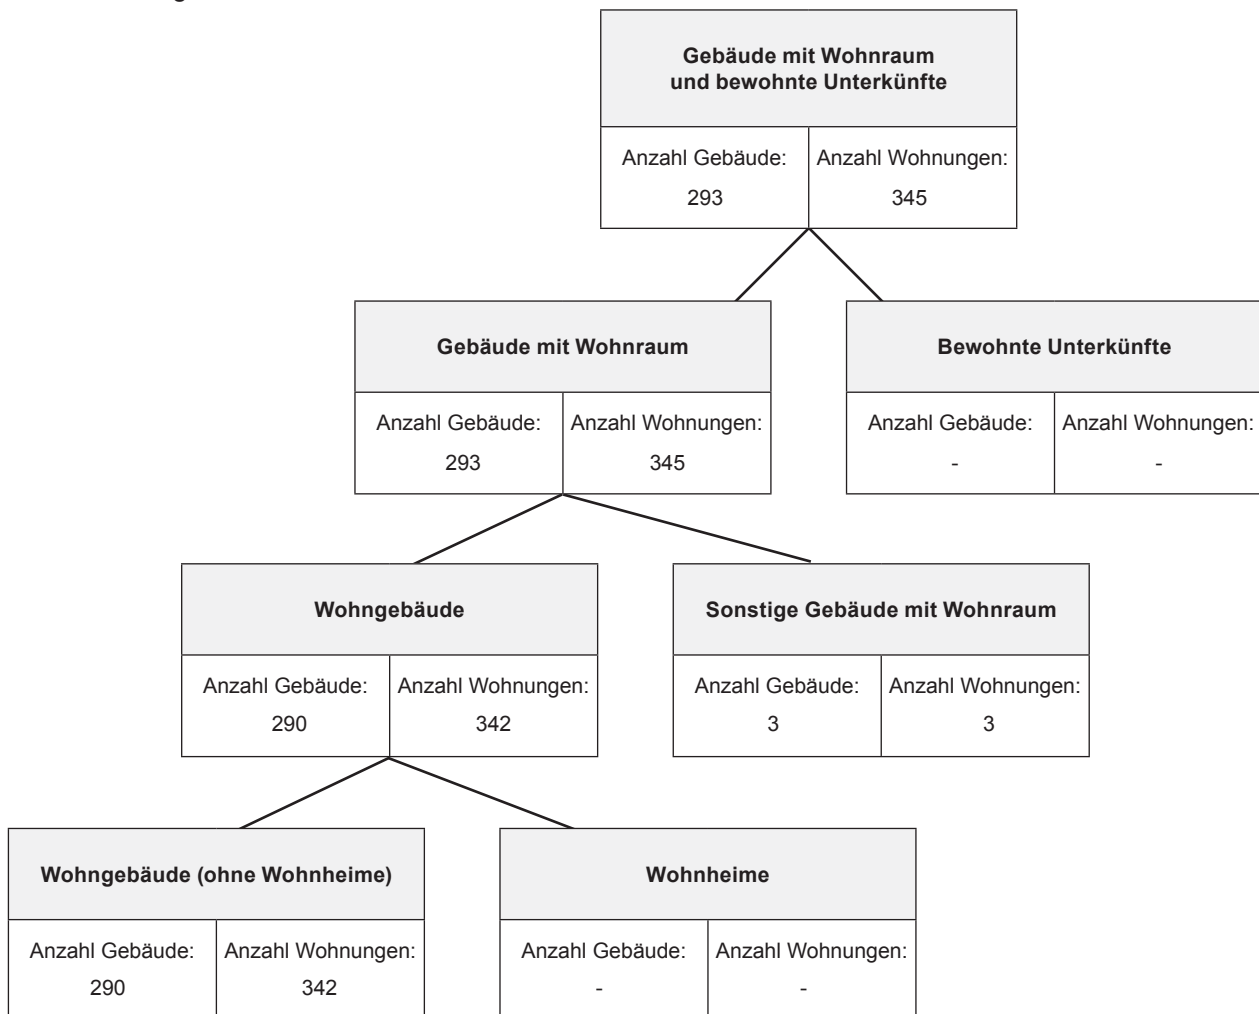 Gebäude mit Wohnraum
und bewohnte Unterkünfte
Anzahl Gebäude: Anzahl Wohnungen:
293 345
Gebäude mit Wohnraum
Bewohnte Unterkünfte
Anzahl Gebäude: Anzahl Wohnungen:
293 345
Anzahl Gebäude: Anzahl Wohnungen:
- -
Wohngebäude
Sonstige Gebäude mit Wohnraum
Anzahl Gebäude: Anzahl Wohnungen:
290 342
Anzahl Gebäude: Anzahl Wohnungen:
3 3
Wohngebäude (ohne Wohnheime)
Wohnheime
Anzahl Gebäude: Anzahl Wohnungen:
290 342
Anzahl Gebäude: Anzahl Wohnungen:
- -